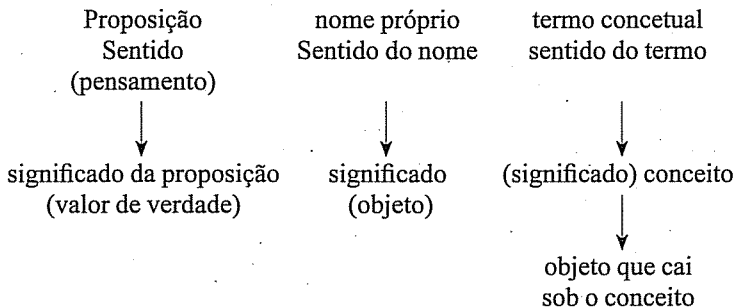 Proposição
Sentido
(pensamento)
significado da proposição
(valor de verdade)
nome próprio
Sentido do nome
significado
(objeto)
termo concetual
sentido do termo
(significado) conceito
objeto que cai
sob o conceito